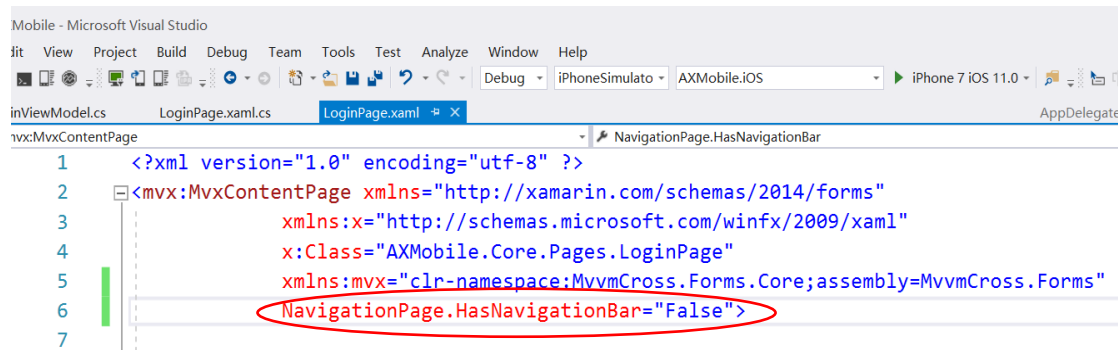 XMobile - Microsoft Visual Studio
dit View Project Build Debug Team Tools Test Analyze Window Help
Debug iPhoneSimulato AXMobile.iOS iPhone 7 iOS 11.0
inViewModel.cs LoginPage.xaml.cs LoginPage.xaml AppDelegate
nvx:MvxContentPage NavigationPage.HasNavigationBar
1 <?xml version="1.0" encoding="utf-8" ?>
2 <mvx:MvxContentPage xmlns="http://xamarin.com/schemas/2014/forms"
3 xmlns:x="http://schemas.microsoft.com/winfx/2009/xaml"
4 x:Class="AXMobile.Core.Pages.LoginPage"
5 xmlns:mvx="clr-namespace:MvvmCross.Forms.Core;assembly=MvvmCross.Forms"
6 NavigationPage.HasNavigationBar="False">
7